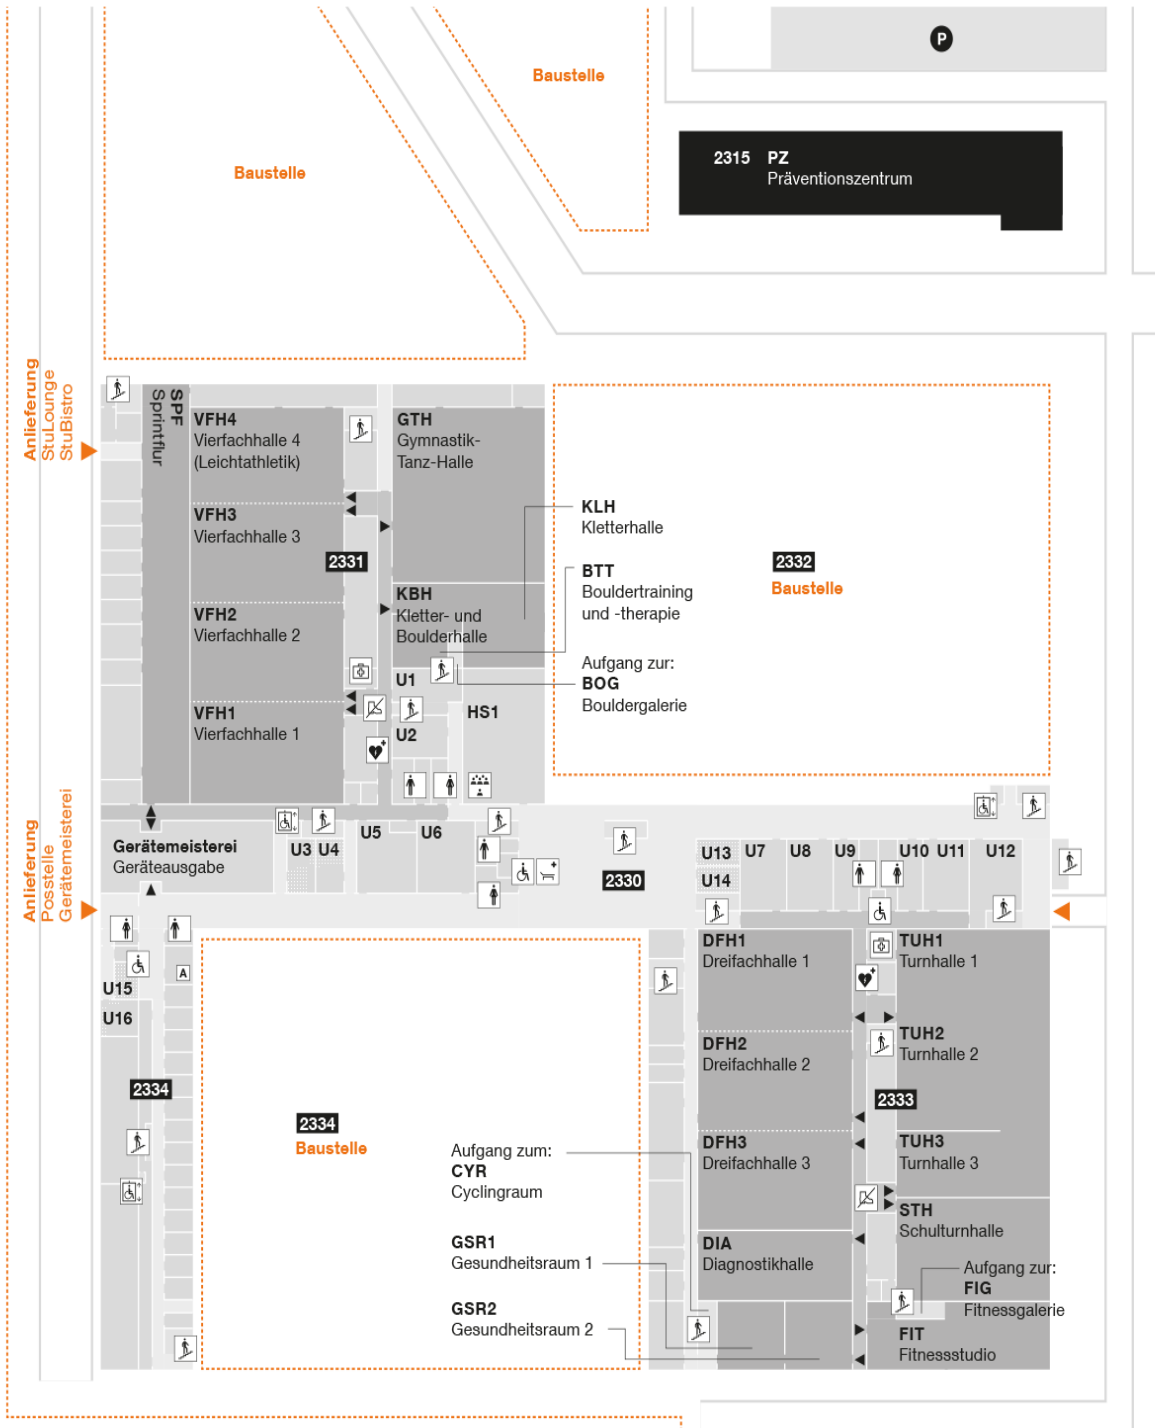 P
Baustelle
2315 PZ
Präventionszentrum
Baustelle
Anlieferung
StuLounge
StuBistro
SPF
Sprintflur
VFH4
Vierfachhalle 4
(Leichtathletik)
GTH
Gymnastik-
Tanz-Halle
VFH3
Vierfachhalle 3
KLH
Kletterhalle
2331
2332
Baustelle
BTT
Bouldertraining
und -therapie
KBH
Kletter- und
Boulderhalle
VFH2
Vierfachhalle 2
Aufgang zur:
BOG
Bouldergalerie
U1
VFH1
Vierfachhalle 1
HS1
U2
Anlieferung
Posstelle
Gerätemeisterei
Gerätemeisterei
Geräteausgabe
U3 U4
U5
U6
2330
U13
U14
U7
U8
U9
U10
U11
U12
A
U15
U16
DFH1
Dreifachhalle 1
TUH1
Turnhalle 1
DFH2
Dreifachhalle 2
TUH2
Turnhalle 2
2334
2333
2334
Baustelle
DFH3
Dreifachhalle 3
TUH3
Turnhalle 3
Aufgang zum:
CYR
Cyclingraum
STH
Schulturnhalle
GSR1
Gesundheitsraum 1
DIA
Diagnostikhalle
Aufgang zur:
FIG
Fitnessgalerie
GSR2
Gesundheitsraum 2
FIT
Fitnessstudio